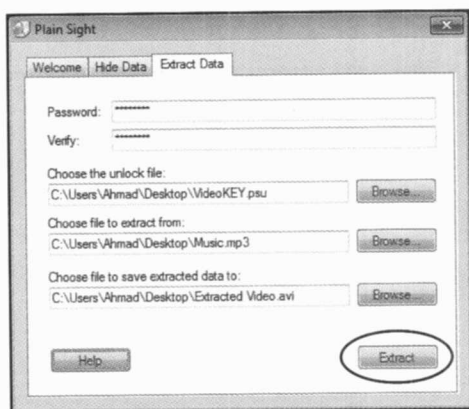 Plain Sight
Welcome Hide Data Extract Data
Password: ********
Verify: ********
Choose the unlock file:
C:\Users\Ahmad\Desktop\VideoKEY.psu Browse...
Choose file to extract from:
C:\Users\Ahmad\Desktop\Music.mp3 Browse...
Choose file to save extracted data to:
C:\Users\Ahmad\Desktop\Extracted Video.avi Browse...
Help Extract